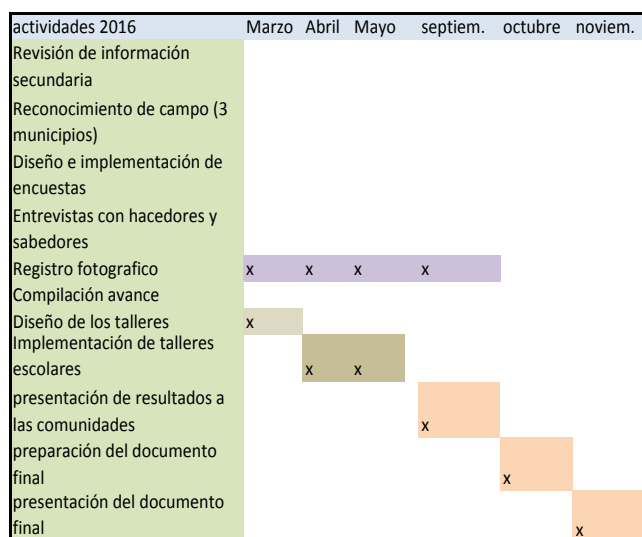 actividades 2016 Marzo Abril Mayo septiem. octubre noviem.
Revisión de información
secundaria
Reconocimiento de campo (3
municipios)
Diseño e implementación de
encuestas
Entrevistas con hacedores y
sabedores
Registro fotografico x x x x
Compilación avance
Diseño de los talleres x
Implementación de talleres
escolares x x
presentación de resultados a
las comunidades x
preparación del documento
final x
presentación del documento
final x